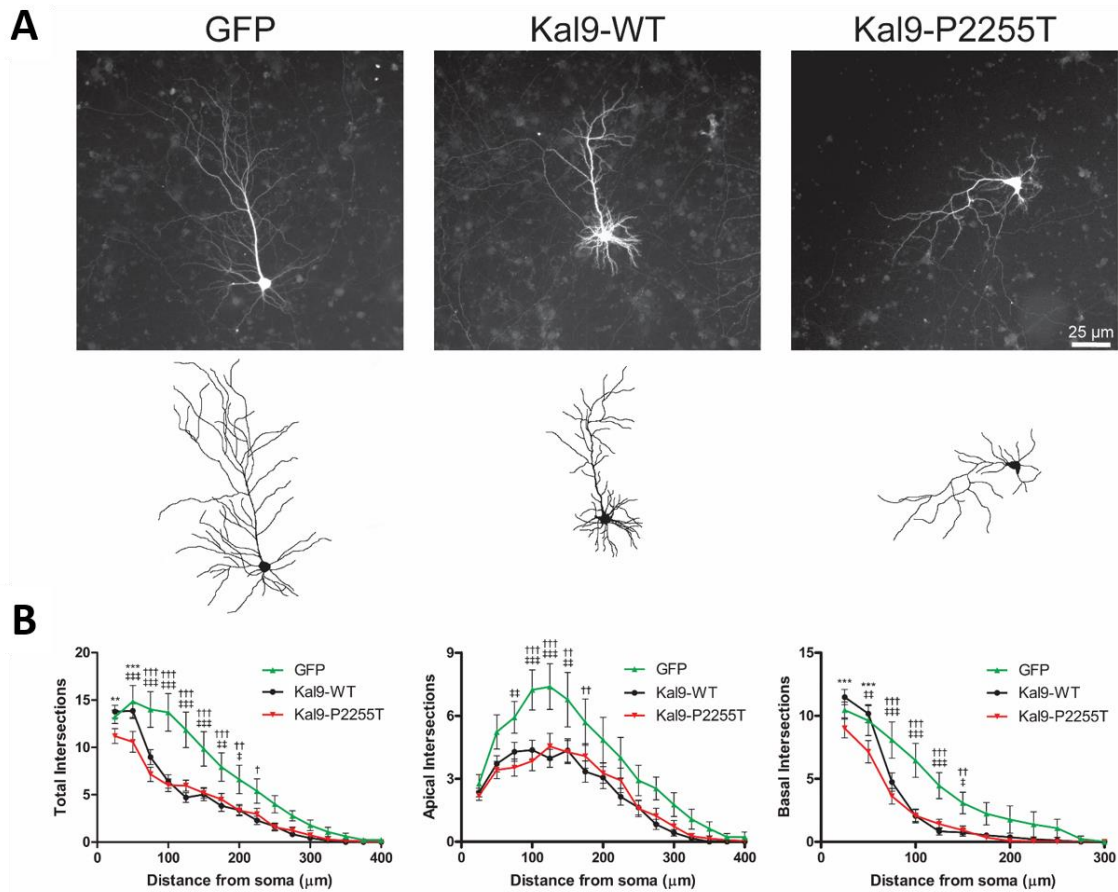 A
GFP Kal9-WT Kal9-P2255T
25 µm
B
20
15
10
5
0
Total Intersections
** *** ‡‡‡ ††† ‡‡‡ ††† ‡‡‡ ††† ‡‡‡ ††† ‡‡‡ ††† ‡‡ †† ‡ †
GFP
Kal9-WT
Kal9-P2255T
0 100 200 300 400
Distance from soma (µm)
9
6
3
0
Apical Intersections
‡‡ ††† ‡‡‡ ††† ‡‡‡ †† ‡‡ ††
GFP
Kal9-WT
Kal9-P2255T
0 100 200 300 400
Distance from soma (µm)
15
10
5
0
Basal Intersections
*** *** ‡‡ ††† ‡‡‡ ††† ‡‡‡ ††† ‡‡‡ †† ‡
GFP
Kal9-WT
Kal9-P2255T
0 100 200 300
Distance from soma (µm)